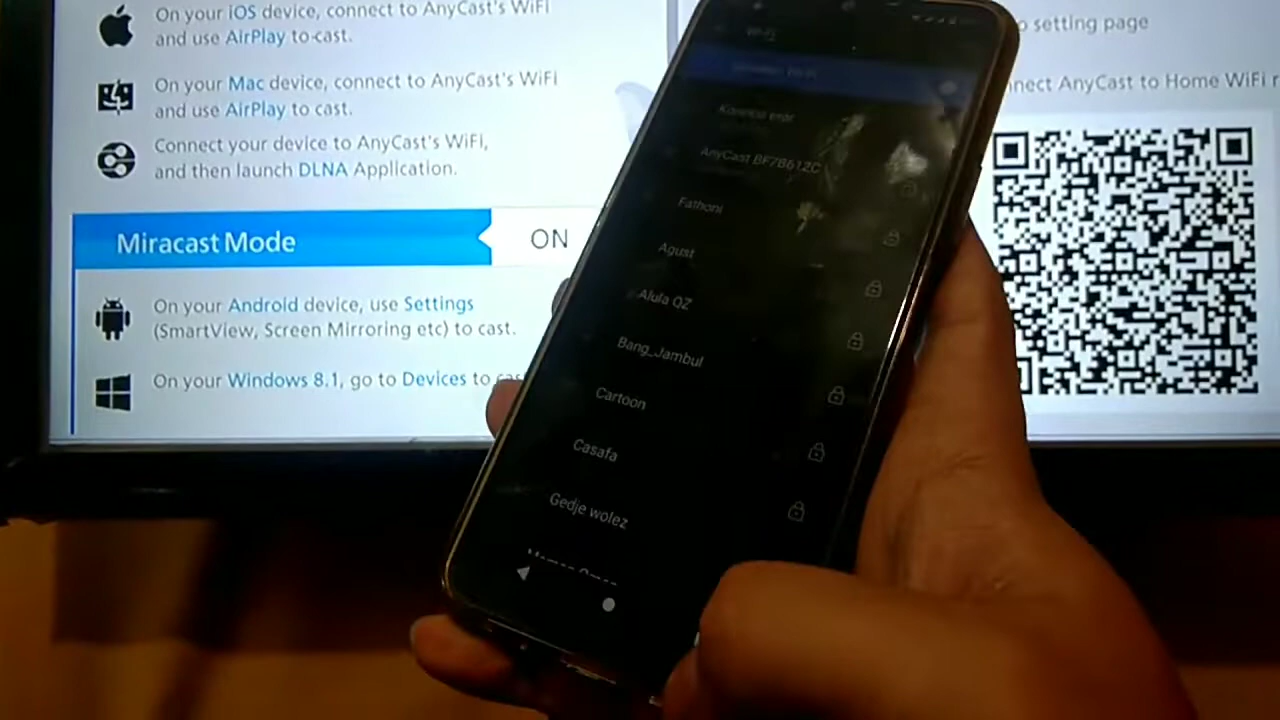 On your iOS device, connect to AnyCast's WiFi
and use AirPlay to cast.
On your Mac device, connect to AnyCast's WiFi
and use AirPlay to cast.
Connect your device to AnyCast's WiFi,
and then launch DLNA Application.
Miracast Mode
ON
On your Android device, use Settings
(SmartView, Screen Mirroring etc) to cast.
On your Windows 8.1, go to Devices to
setting page
AnyCast to Home WiFi
Fathoni
Agust
Alula QZ
Bang_Jambul
Cartoon
Casafa
Gedje wolez